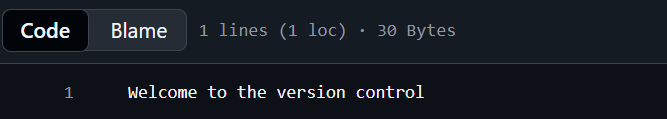 Code Blame 1 lines (1 loc) · 30 Bytes
1 Welcome to the version control